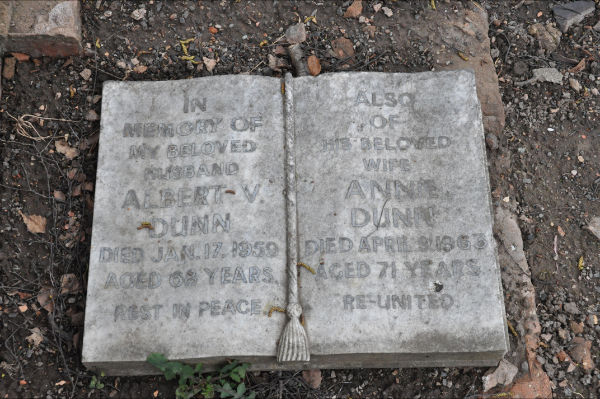 IN
MEMORY OF
MY BELOVED
HUSBAND
ALBERT V.
DUNN
DIED JAN. 17. 1959
AGED 68 YEARS.
REST IN PEACE.
ALSO
OF
HIS BELOVED
WIFE
ANNIE
DUNN
DIED APRIL 9. 1963
AGED 71 YEARS
RE-UNITED.